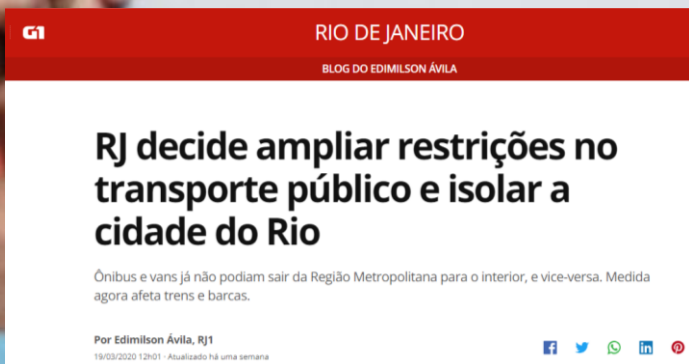 G1
RIO DE JANEIRO
BLOG DO EDIMILSON ÁVILA
RJ decide ampliar restrições no
transporte público e isolar a
cidade do Rio
Ônibus e vans já não podiam sair da Região Metropolitana para o interior, e vice-versa. Medida
agora afeta trens e barcas.
Por Edimilson Ávila, RJ1
19/03/2020 12h01 · Atualizado há uma semana